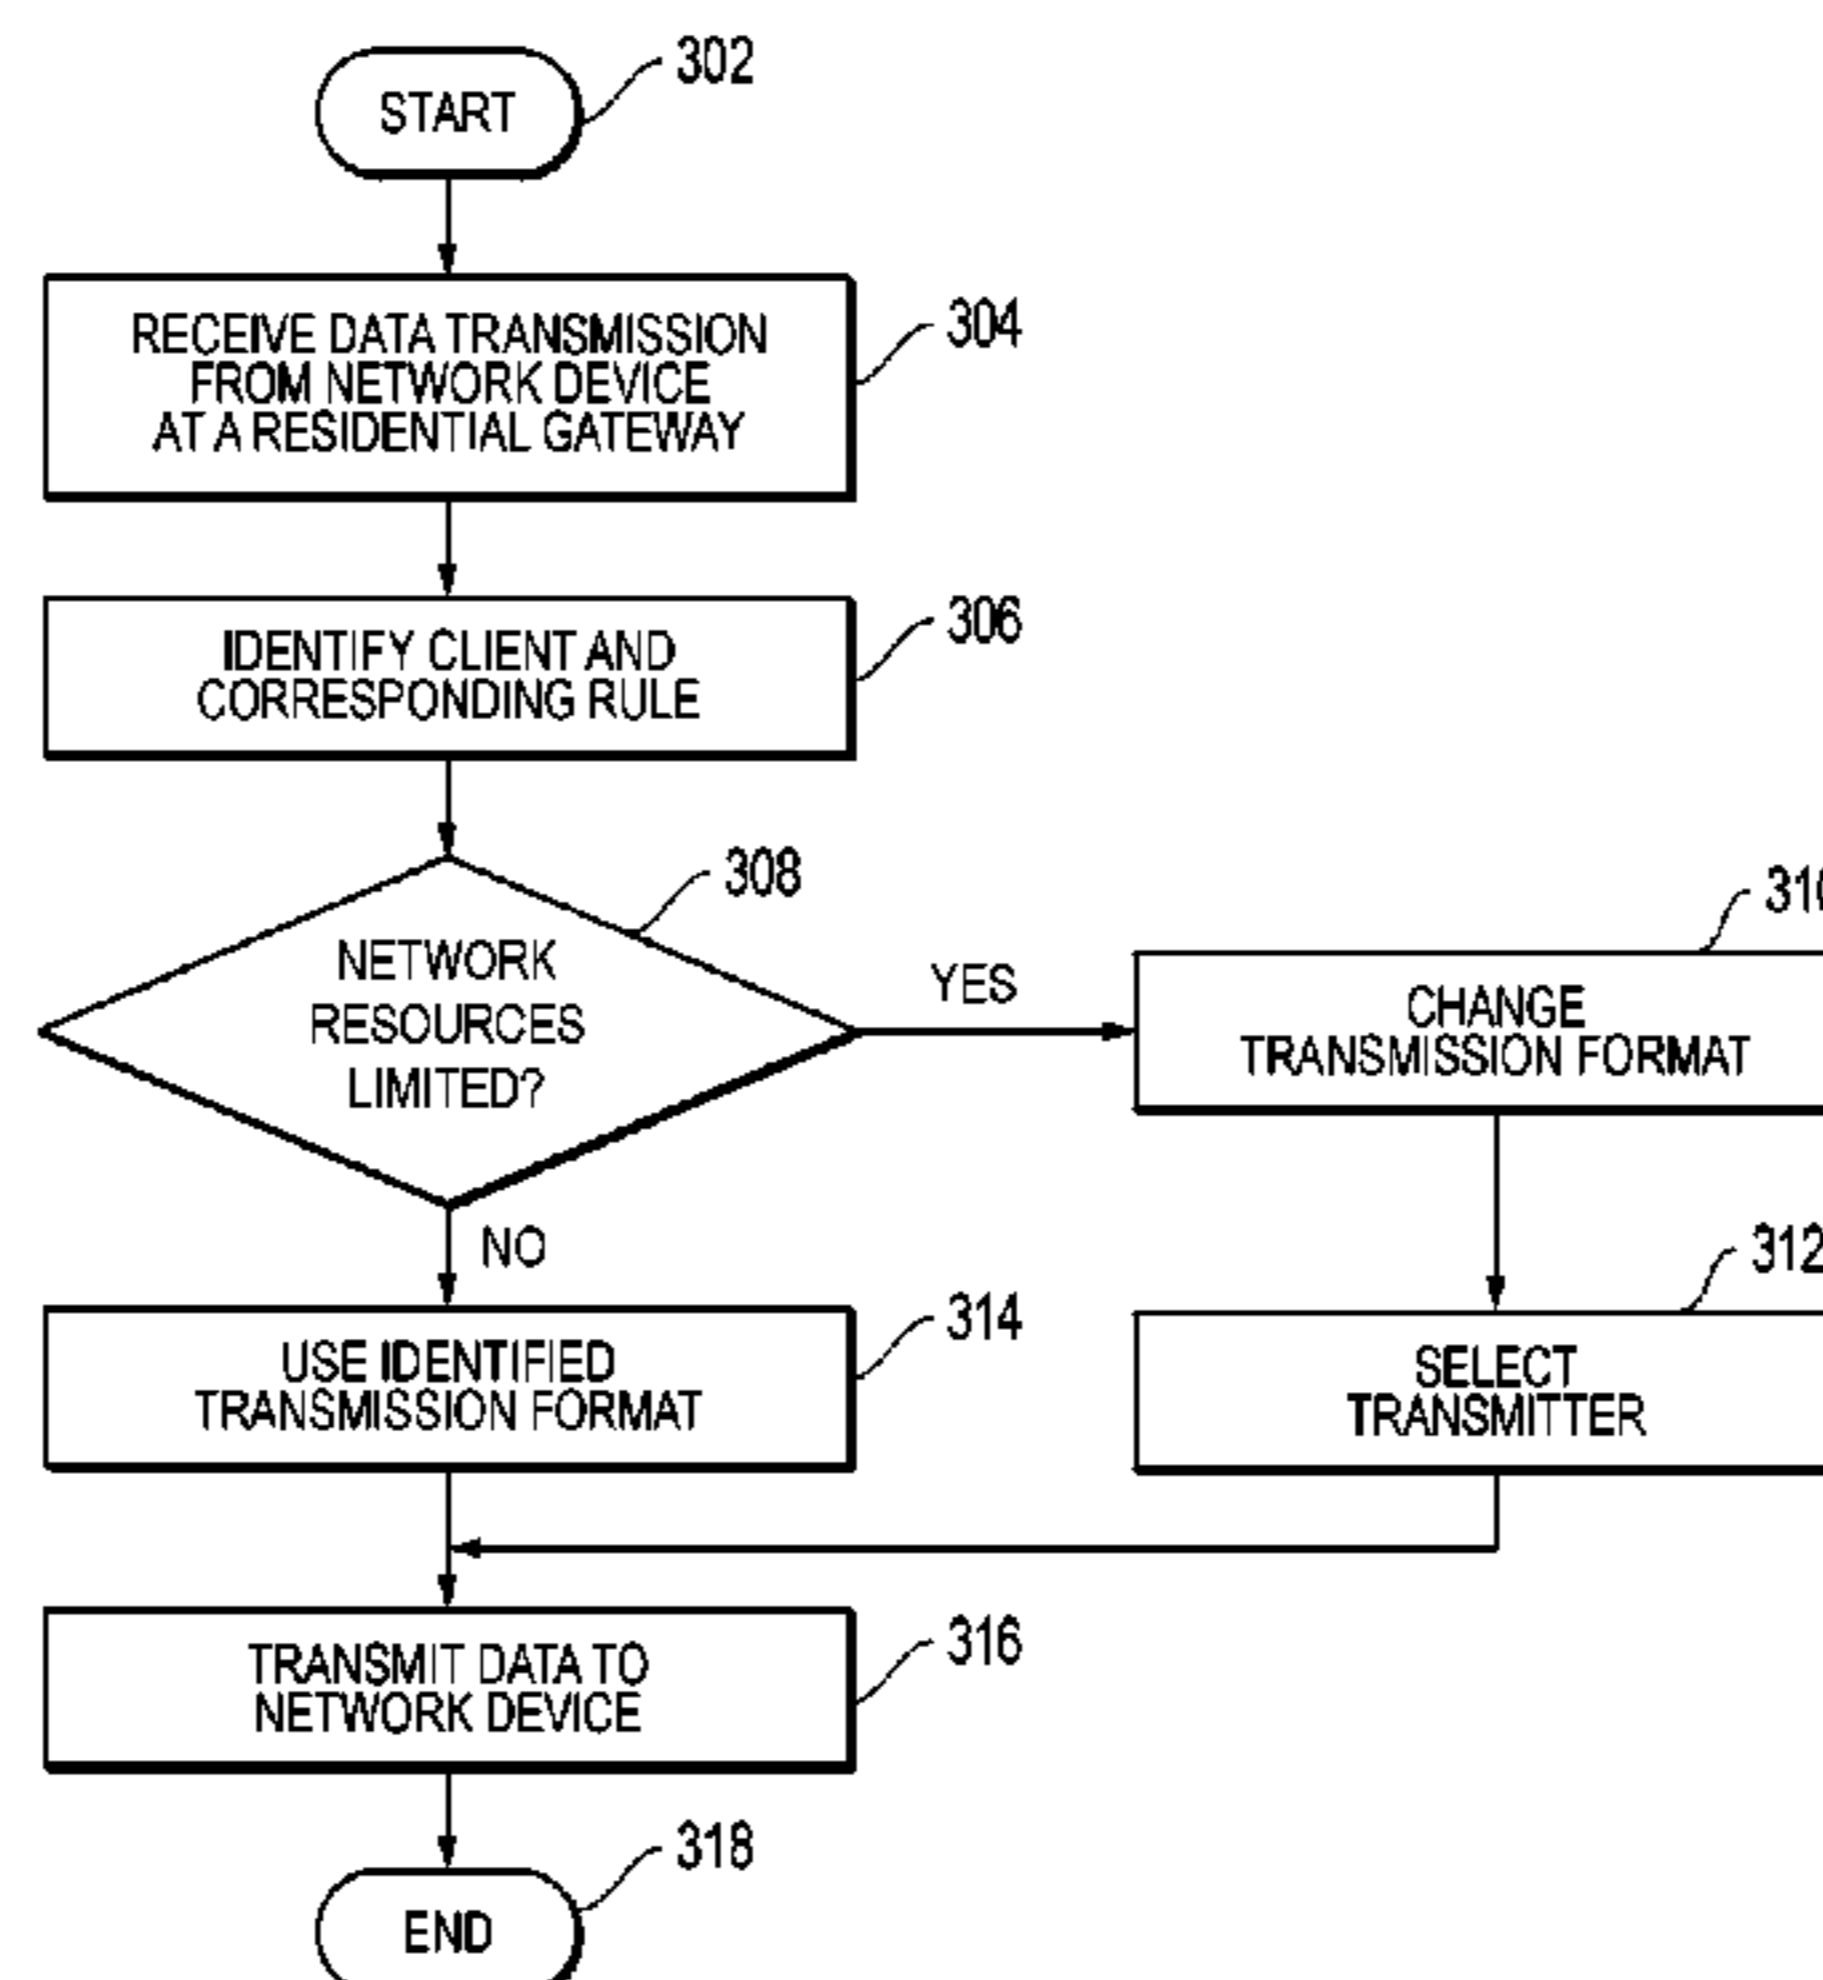 302
START
304
RECEIVE DATA TRANSMISSION
FROM NETWORK DEVICE
AT A RESIDENTIAL GATEWAY
306
IDENTIFY CLIENT AND
CORRESPONDING RULE
308
NETWORK
RESOURCES
LIMITED?
YES
310
CHANGE
TRANSMISSION FORMAT
NO
312
SELECT
TRANSMITTER
314
USE IDENTIFIED
TRANSMISSION FORMAT
316
TRANSMIT DATA TO
NETWORK DEVICE
318
END